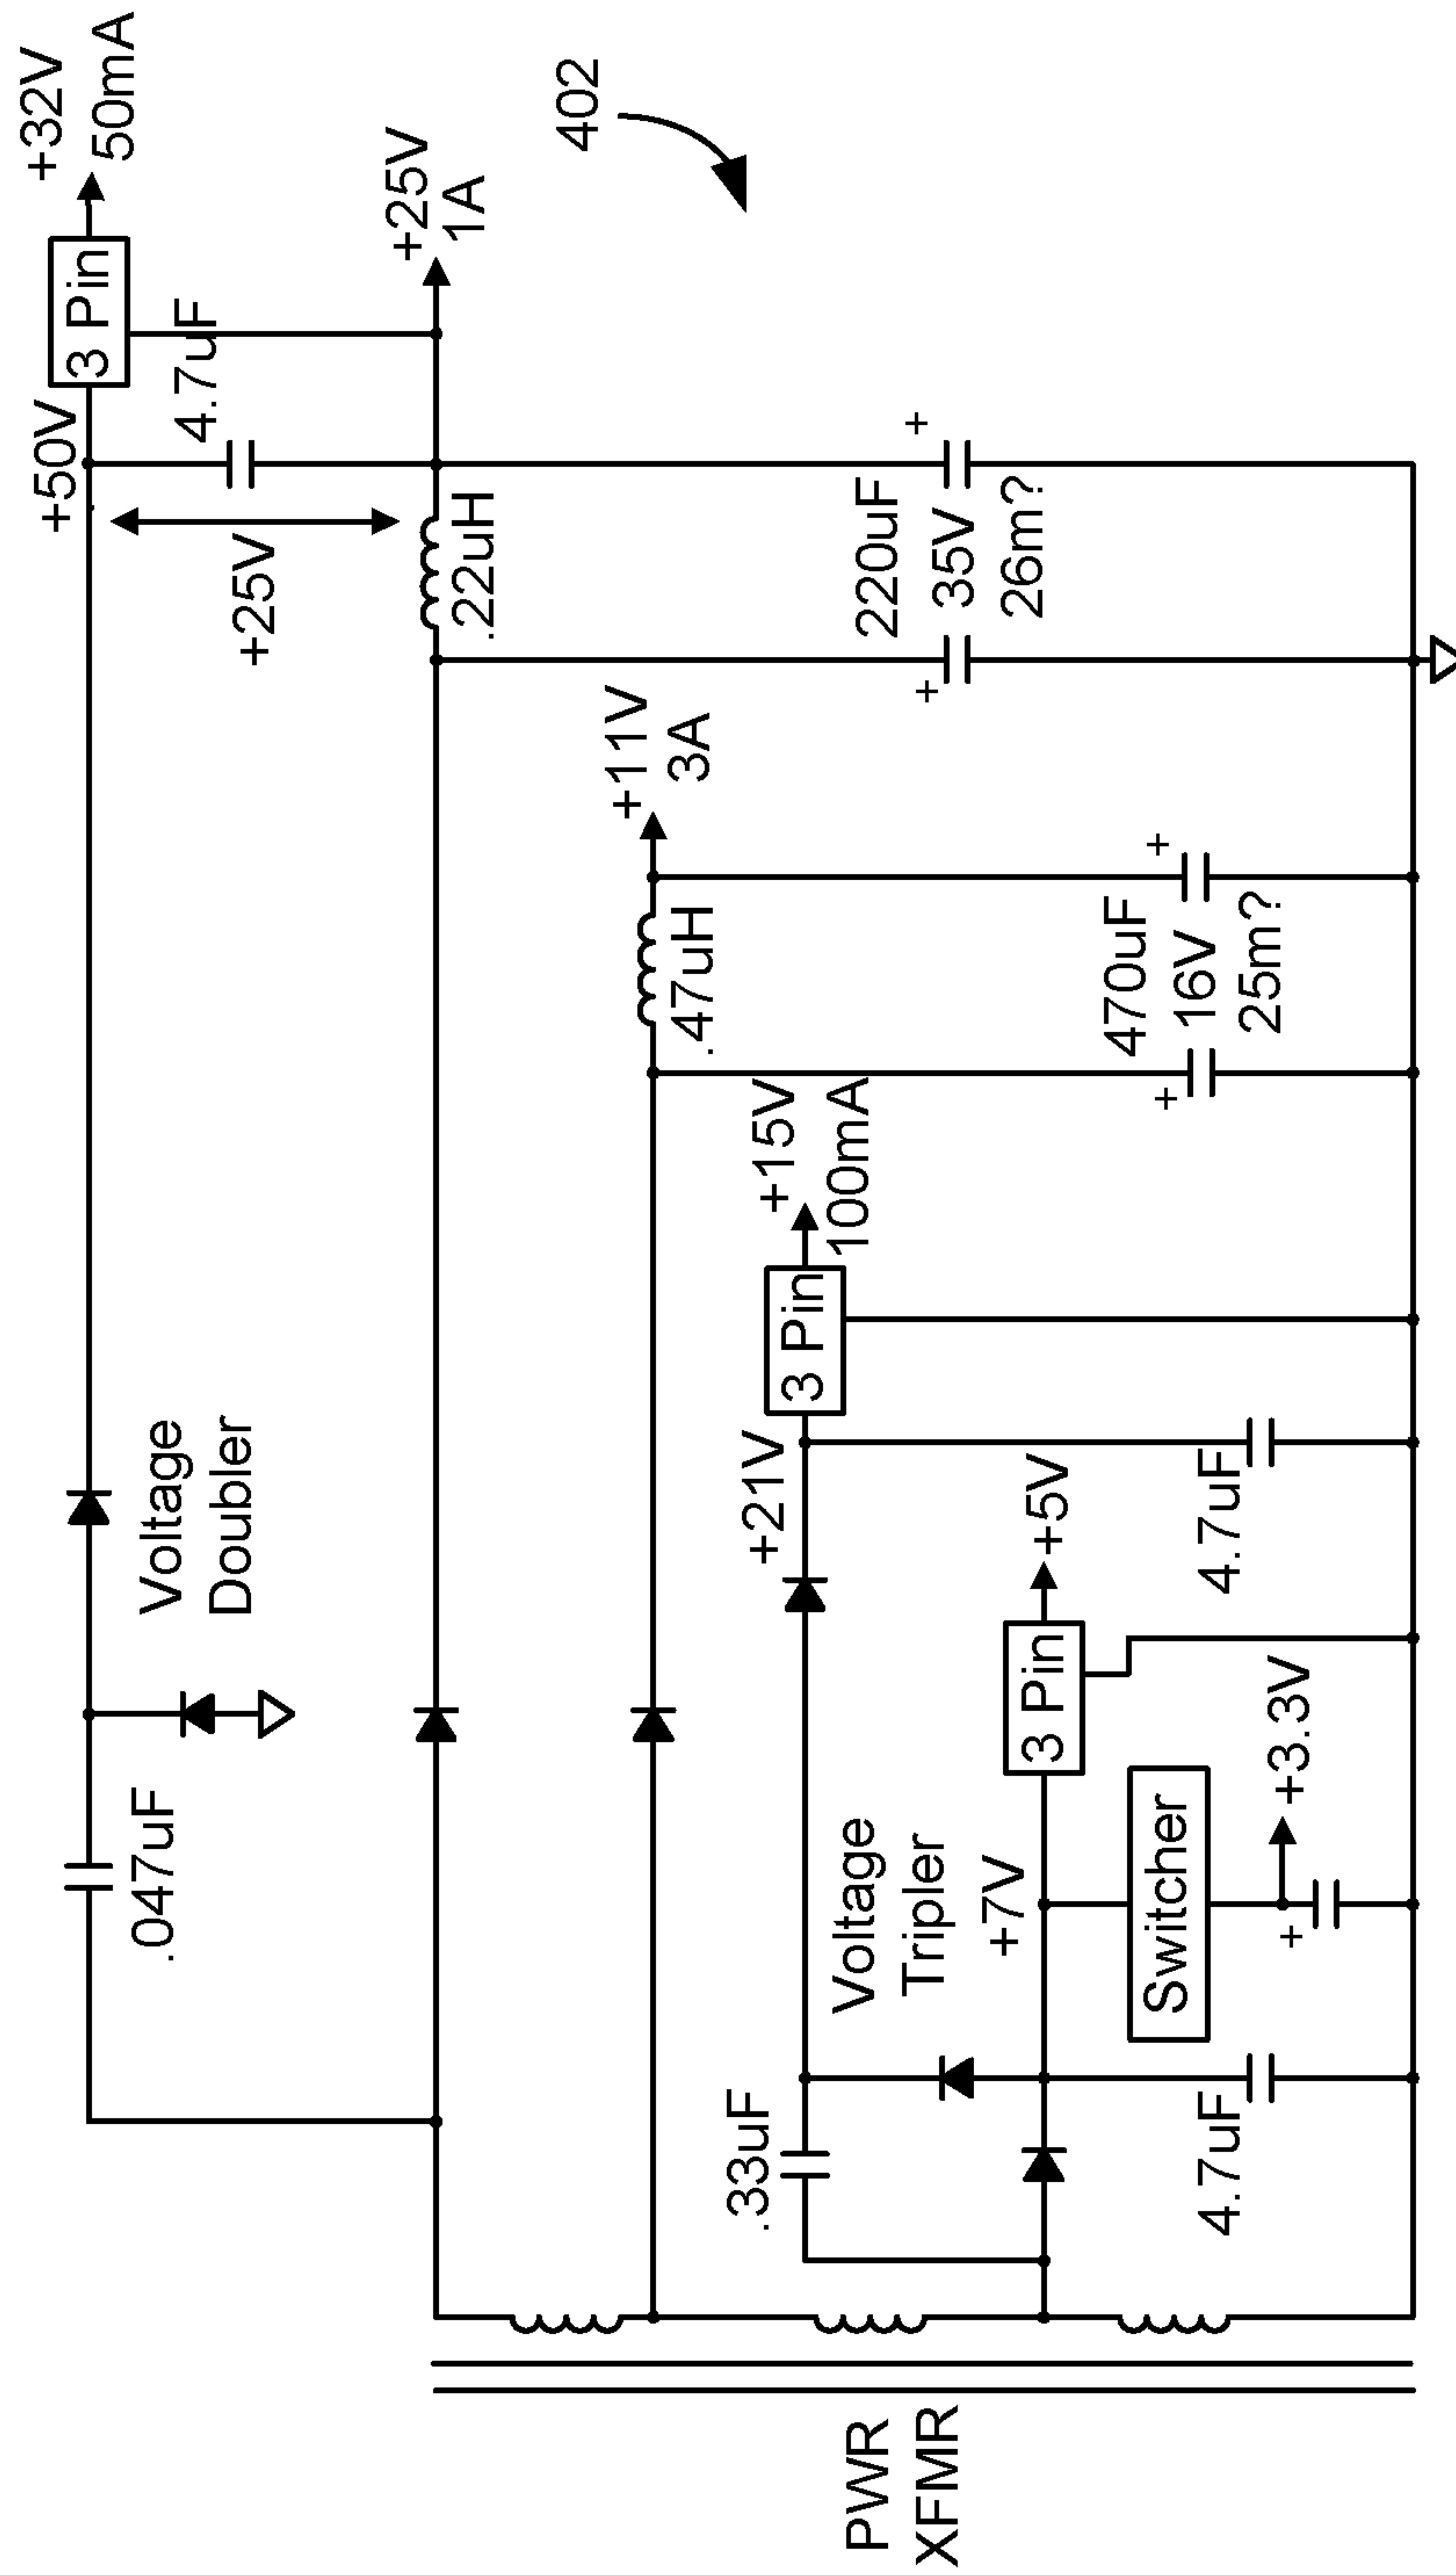 +32V
50mA
3 Pin
+50V
4.7uF
+25V
1A
402
+25V
.22uH
220uF
35V
26m?
+
+
Voltage
Doubler
.047uF
+11V
3A
.47uH
470uF
16V
25m?
+
+
+15V
100mA
3 Pin
+21V
4.7uF
+5V
3 Pin
Voltage
Tripler
+7V
.33uF
Switcher
+3.3V
+
4.7uF
PWR
XFMR